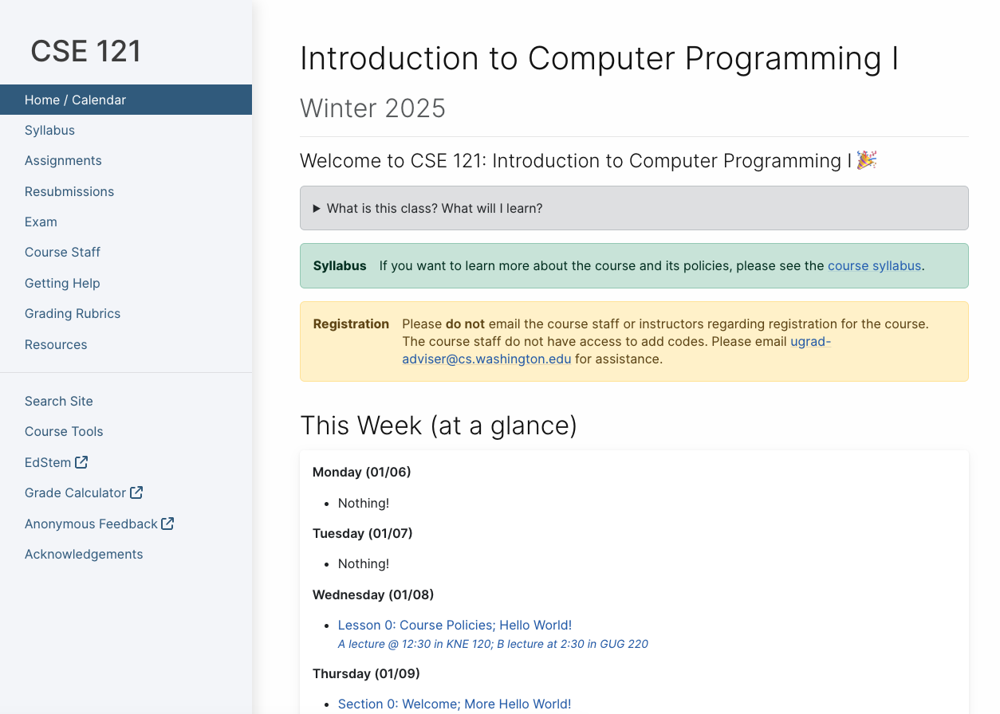 CSE 121
Home / Calendar
Syllabus
Assignments
Resubmissions
Exam
Course Staff
Getting Help
Grading Rubrics
Resources
Search Site
Course Tools
EdStem
Grade Calculator
Anonymous Feedback
Acknowledgements
Introduction to Computer Programming I
Winter 2025
Welcome to CSE 121: Introduction to Computer Programming I 🎉
What is this class? What will I learn?
Syllabus If you want to learn more about the course and its policies, please see the course syllabus.
Registration Please do not email the course staff or instructors regarding registration for the course.
The course staff do not have access to add codes. Please email ugrad-
adviser@cs.washington.edu for assistance.
This Week (at a glance)
Monday (01/06)
• Nothing!
Tuesday (01/07)
• Nothing!
Wednesday (01/08)
• Lesson 0: Course Policies; Hello World!
A lecture @ 12:30 in KNE 120; B lecture at 2:30 in GUG 220
Thursday (01/09)
• Section 0: Welcome; More Hello World!